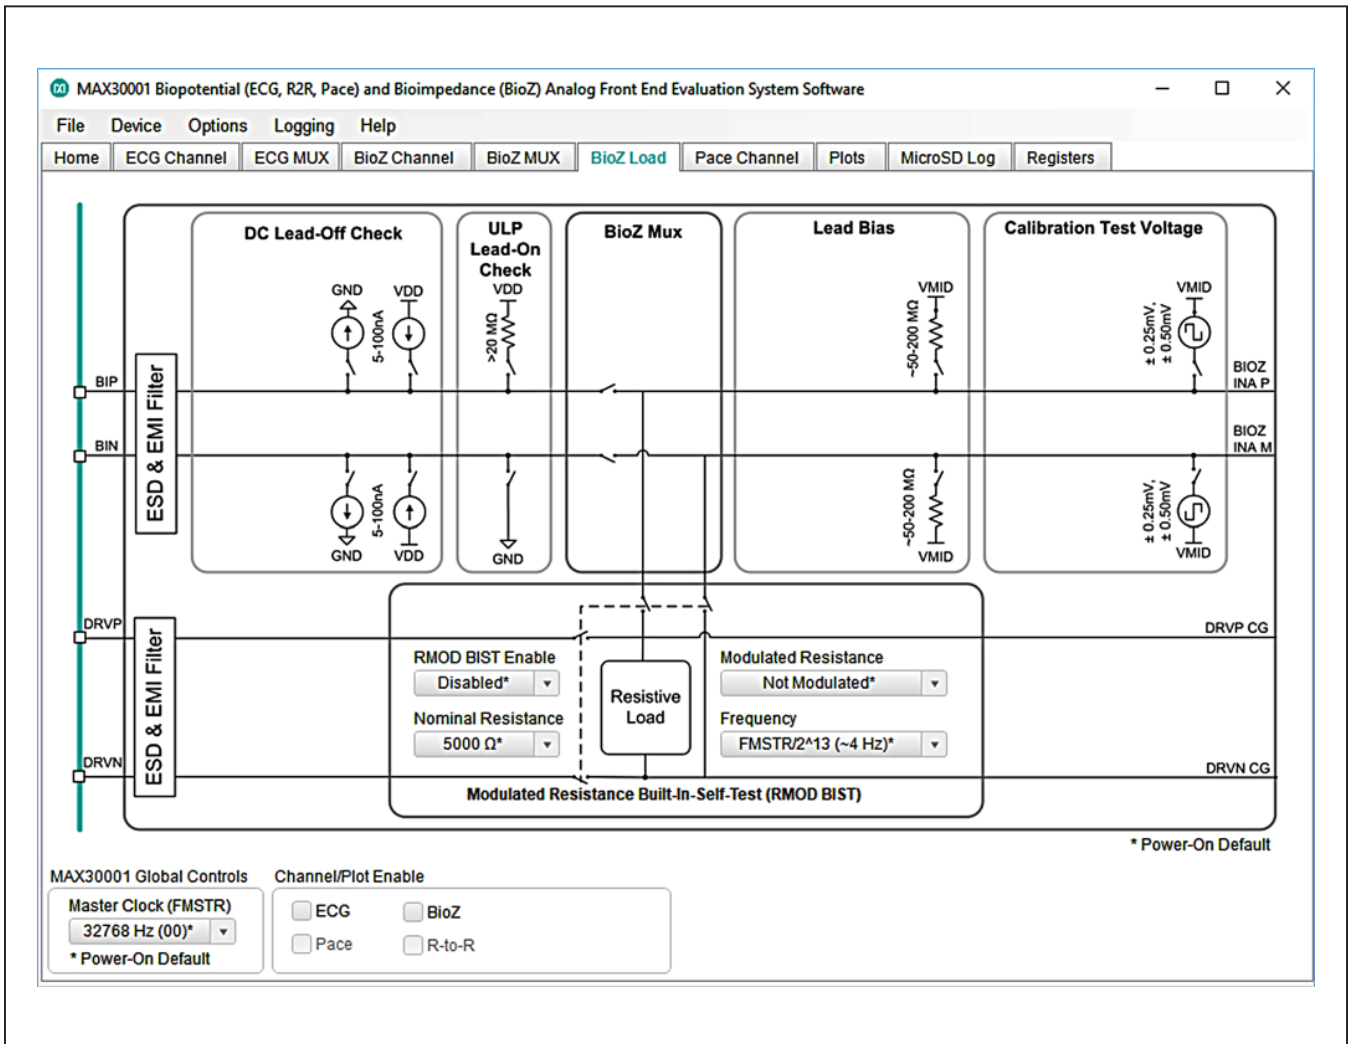 MAX30001 Biopotential (ECG, R2R, Pace) and Bioimpedance (BioZ) Analog Front End Evaluation System Software
File Device Options Logging Help
Home ECG Channel ECG MUX BioZ Channel BioZ MUX BioZ Load Pace Channel Plots MicroSD Log Registers
DC Lead-Off Check
ULP
Lead-On
Check
BioZ Mux
Lead Bias
Calibration Test Voltage
GND
VDD
5-100nA
VDD
>20 MΩ
VMID
~50-200 MΩ
VMID
± 0.25mV,
± 0.50mV
BIP
BIOZ
INA P
BIN
BIOZ
INA M
ESD & EMI Filter
5-100nA
GND
VDD
GND
~50-200 MΩ
VMID
± 0.25mV,
± 0.50mV
VMID
DRVP
DRVP CG
ESD & EMI Filter
RMOD BIST Enable
Disabled*
Nominal Resistance
5000 Ω*
Resistive
Load
Modulated Resistance
Not Modulated*
Frequency
FMSTR/2^13 (~4 Hz)*
DRVN
DRVN CG
Modulated Resistance Built-In-Self-Test (RMOD BIST)
* Power-On Default
MAX30001 Global Controls
Master Clock (FMSTR)
32768 Hz (00)*
* Power-On Default
Channel/Plot Enable
ECG
BioZ
Pace
R-to-R